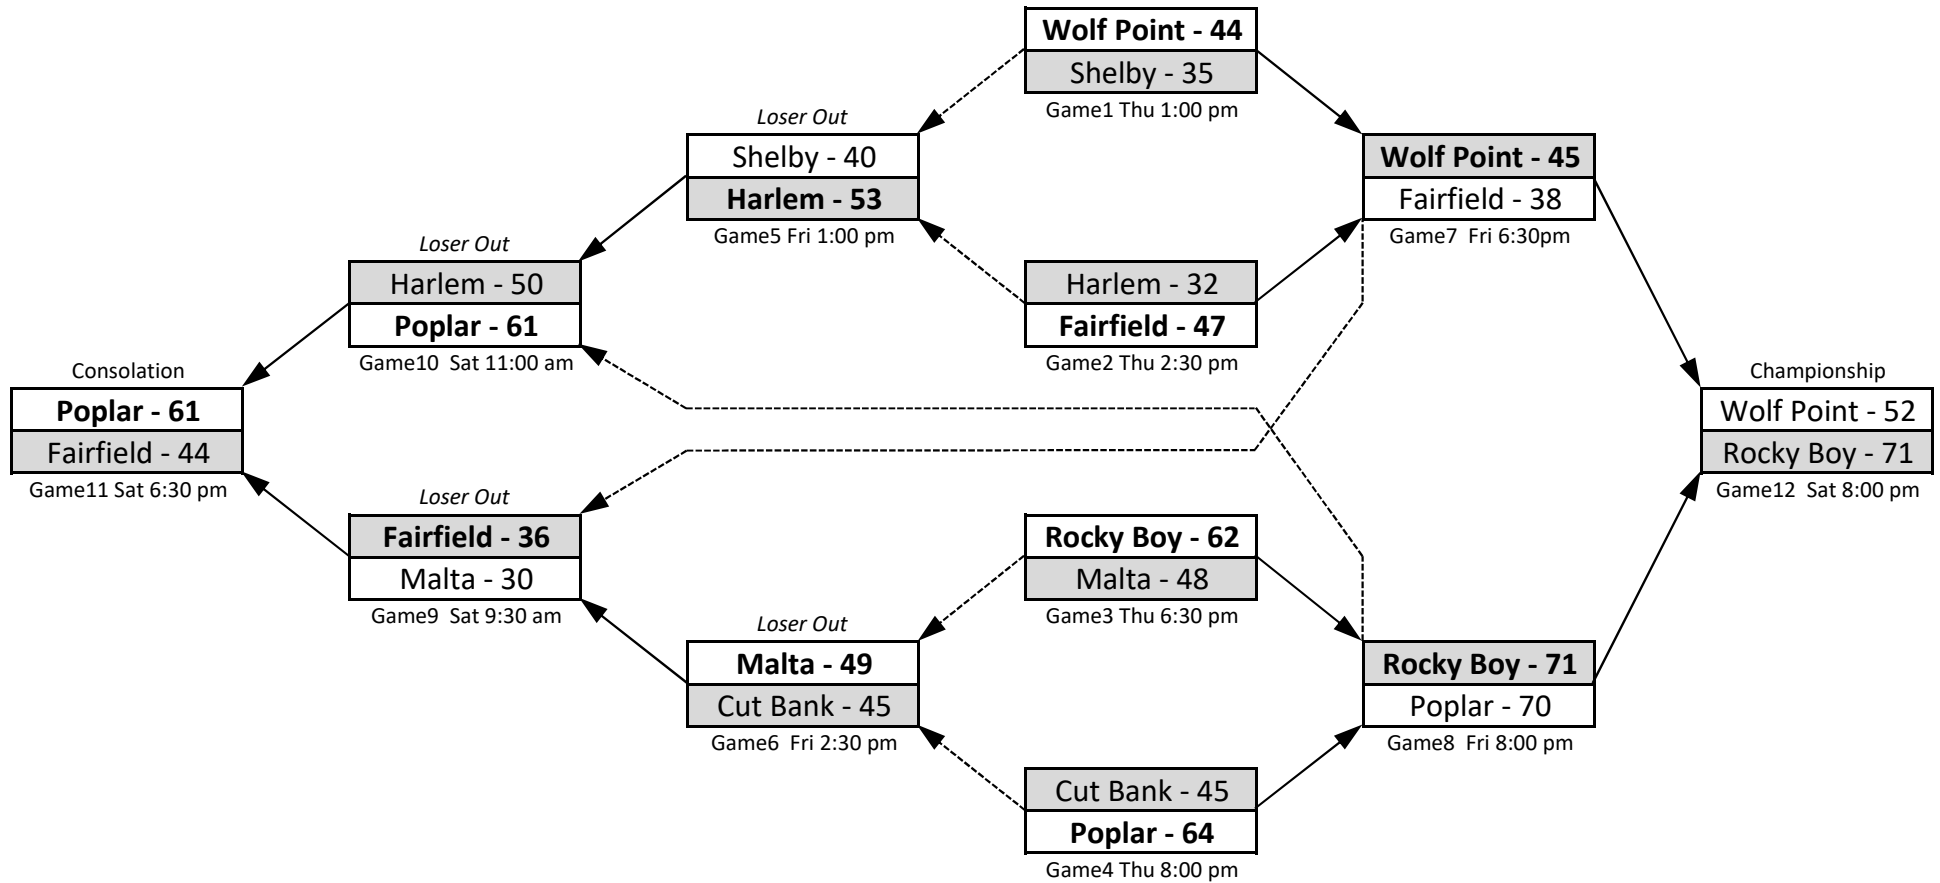 Wolf Point - 44
Shelby - 35
Game1 Thu 1:00 pm
Loser Out
Shelby - 40
Harlem - 53
Game5 Fri 1:00 pm
Wolf Point - 45
Fairfield - 38
Game7 Fri 6:30pm
Loser Out
Harlem - 50
Poplar - 61
Game10 Sat 11:00 am
Harlem - 32
Fairfield - 47
Game2 Thu 2:30 pm
Consolation
Poplar - 61
Fairfield - 44
Game11 Sat 6:30 pm
Championship
Wolf Point - 52
Rocky Boy - 71
Game12 Sat 8:00 pm
Loser Out
Fairfield - 36
Malta - 30
Game9 Sat 9:30 am
Rocky Boy - 62
Malta - 48
Game3 Thu 6:30 pm
Loser Out
Malta - 49
Cut Bank - 45
Game6 Fri 2:30 pm
Rocky Boy - 71
Poplar - 70
Game8 Fri 8:00 pm
Cut Bank - 45
Poplar - 64
Game4 Thu 8:00 pm